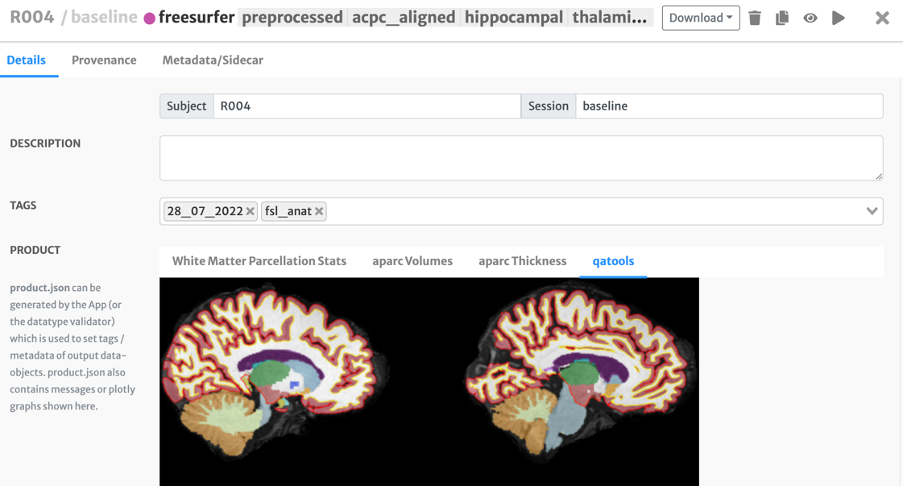 R004 / baseline freesurfer preprocessed acpc_aligned hippocampal thalami... Download
Details Provenance Metadata/Sidecar
Subject R004 Session baseline
DESCRIPTION
TAGS 28_07_2022 fsl_anat
PRODUCT
White Matter Parcellation Stats aparc Volumes aparc Thickness qatools
product.json can be
generated by the App (or
the datatype validator)
which is used to set tags /
metadata of output data-
objects. product.json also
contains messages or plotly
graphs shown here.